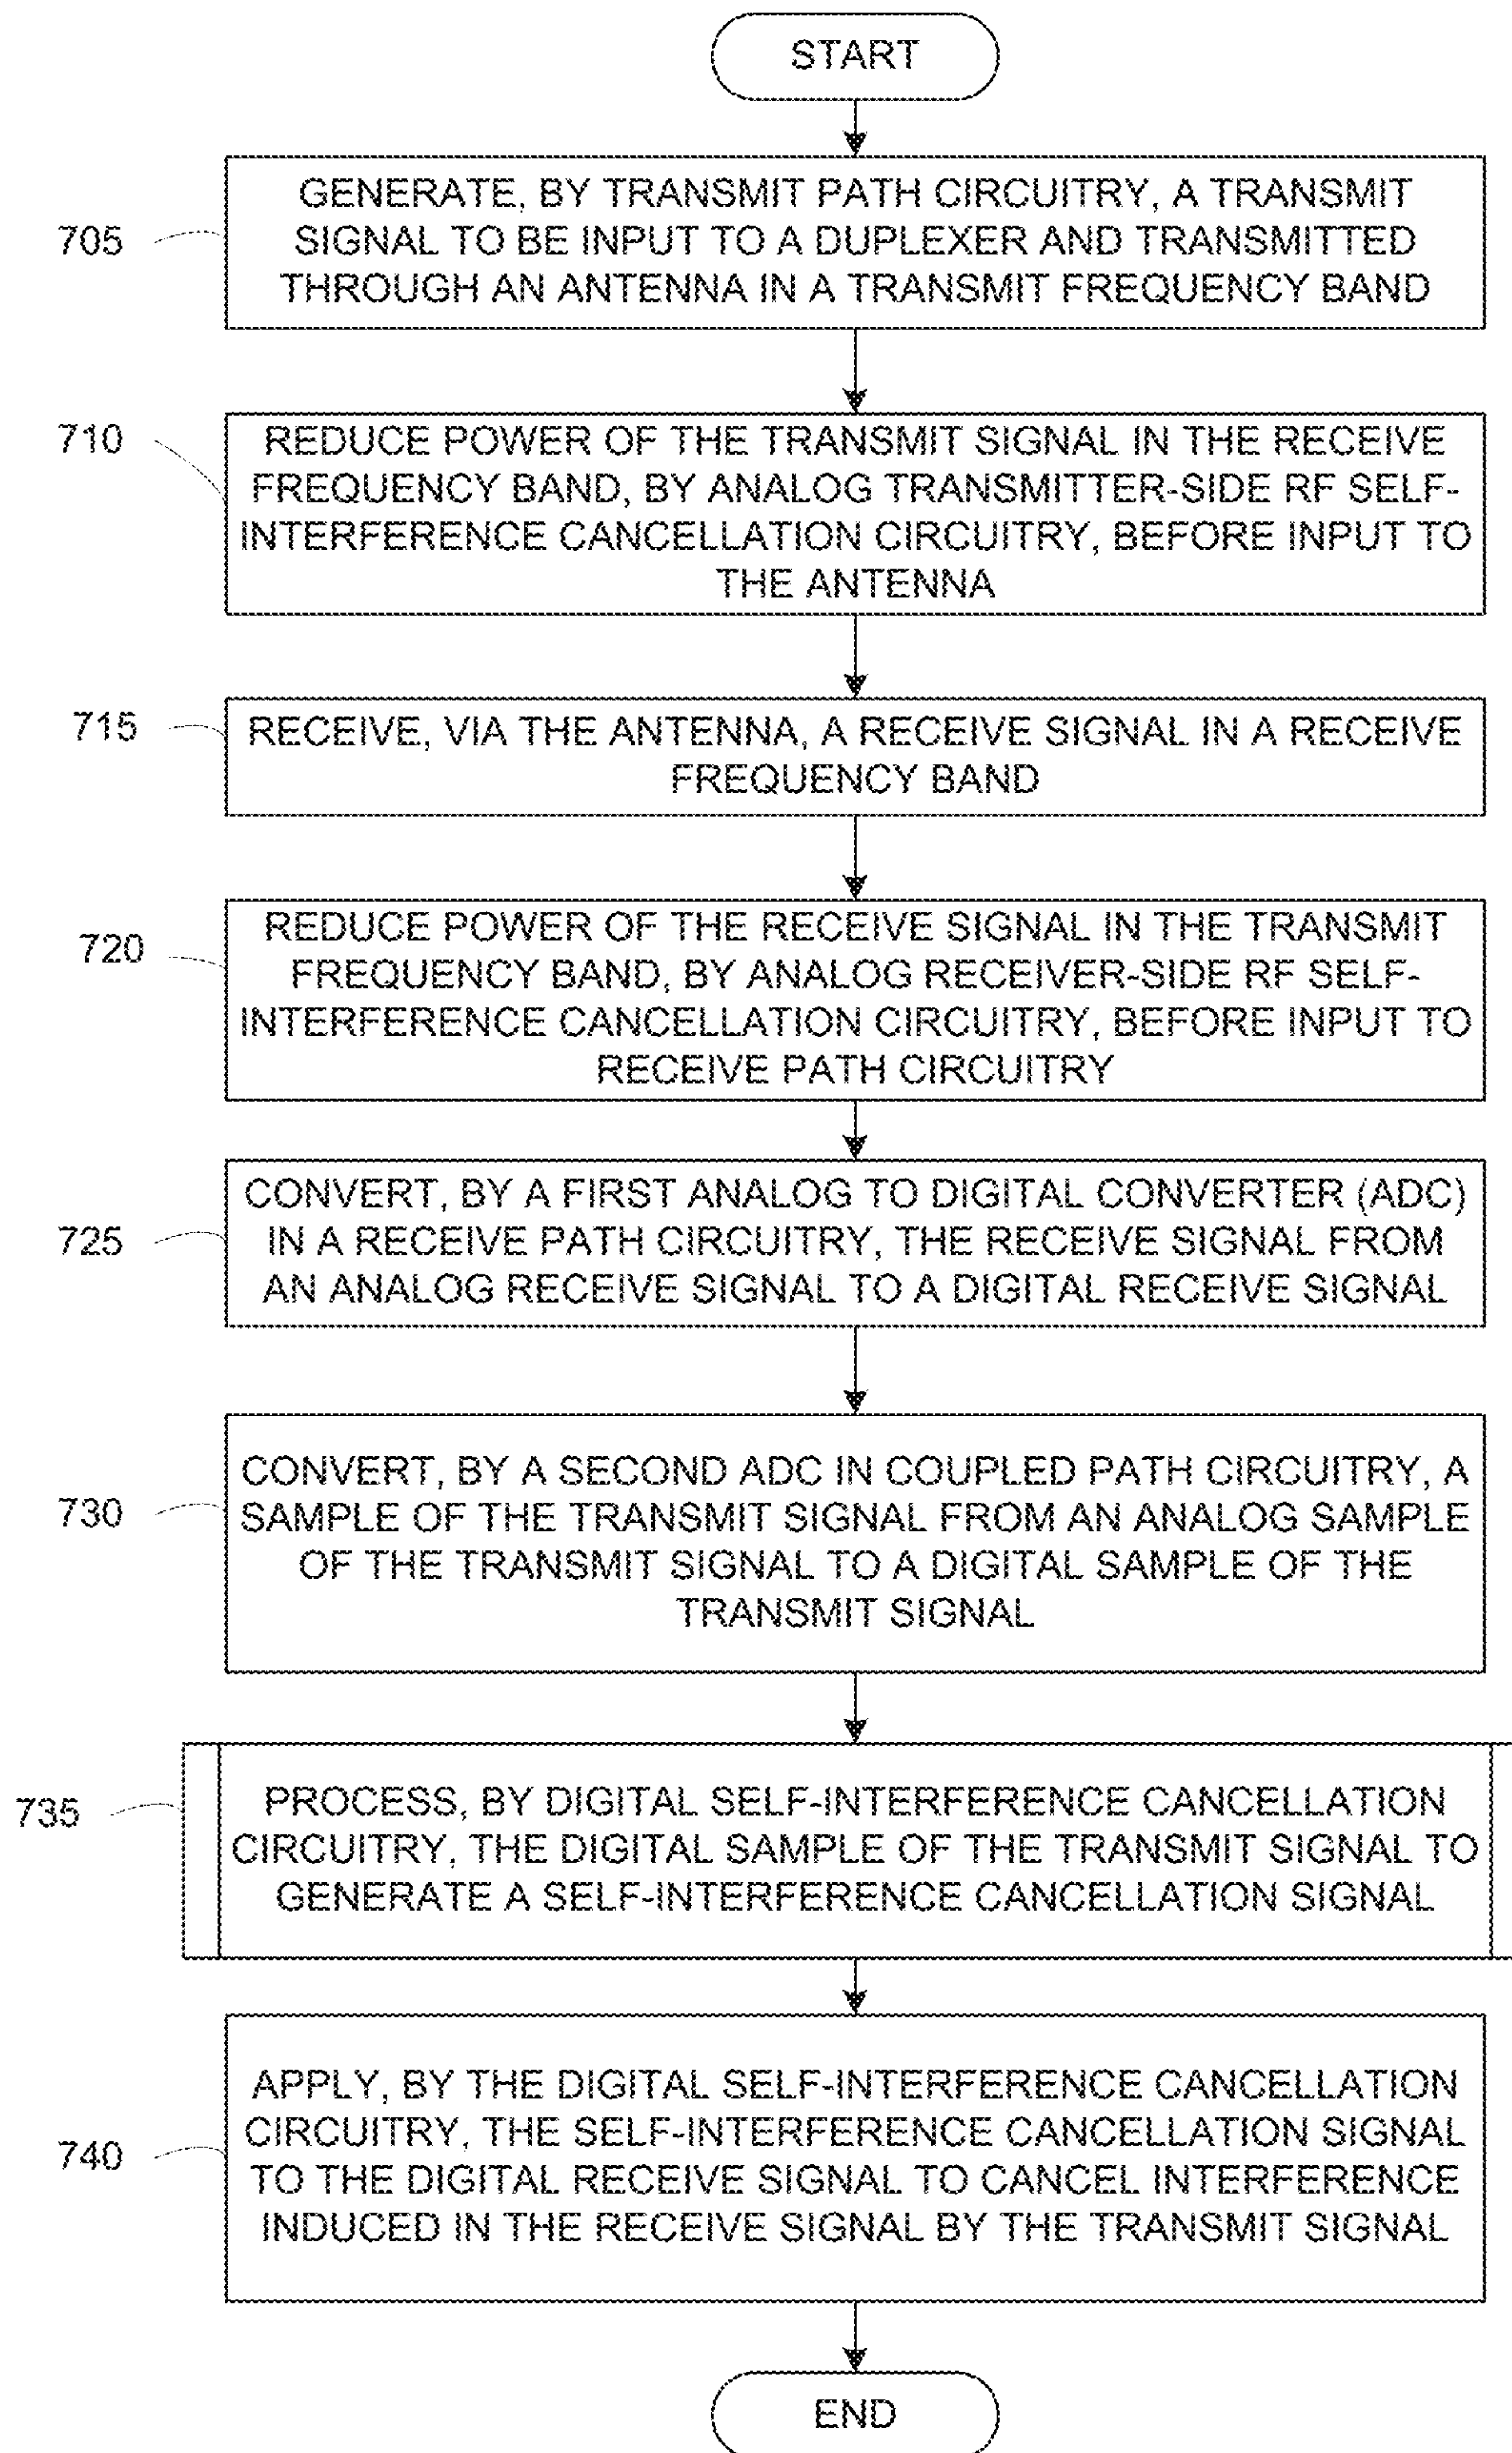 START
705
GENERATE, BY TRANSMIT PATH CIRCUITRY, A TRANSMIT
SIGNAL TO BE INPUT TO A DUPLEXER AND TRANSMITTED
THROUGH AN ANTENNA IN A TRANSMIT FREQUENCY BAND
710
REDUCE POWER OF THE TRANSMIT SIGNAL IN THE RECEIVE
FREQUENCY BAND, BY ANALOG TRANSMITTER-SIDE RF SELF-
INTERFERENCE CANCELLATION CIRCUITRY, BEFORE INPUT TO
THE ANTENNA
715
RECEIVE, VIA THE ANTENNA, A RECEIVE SIGNAL IN A RECEIVE
FREQUENCY BAND
720
REDUCE POWER OF THE RECEIVE SIGNAL IN THE TRANSMIT
FREQUENCY BAND, BY ANALOG RECEIVER-SIDE RF SELF-
INTERFERENCE CANCELLATION CIRCUITRY, BEFORE INPUT TO
RECEIVE PATH CIRCUITRY
725
CONVERT, BY A FIRST ANALOG TO DIGITAL CONVERTER (ADC)
IN A RECEIVE PATH CIRCUITRY, THE RECEIVE SIGNAL FROM
AN ANALOG RECEIVE SIGNAL TO A DIGITAL RECEIVE SIGNAL
730
CONVERT, BY A SECOND ADC IN COUPLED PATH CIRCUITRY, A
SAMPLE OF THE TRANSMIT SIGNAL FROM AN ANALOG SAMPLE
OF THE TRANSMIT SIGNAL TO A DIGITAL SAMPLE OF THE
TRANSMIT SIGNAL
735
PROCESS, BY DIGITAL SELF-INTERFERENCE CANCELLATION
CIRCUITRY, THE DIGITAL SAMPLE OF THE TRANSMIT SIGNAL TO
GENERATE A SELF-INTERFERENCE CANCELLATION SIGNAL
740
APPLY, BY THE DIGITAL SELF-INTERFERENCE CANCELLATION
CIRCUITRY, THE SELF-INTERFERENCE CANCELLATION SIGNAL
TO THE DIGITAL RECEIVE SIGNAL TO CANCEL INTERFERENCE
INDUCED IN THE RECEIVE SIGNAL BY THE TRANSMIT SIGNAL
END